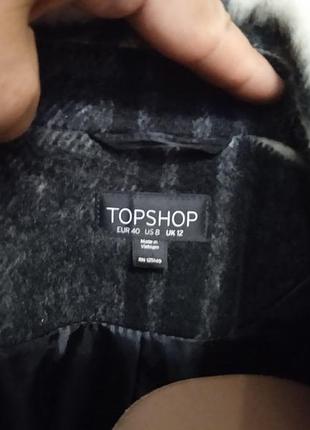 TOPSHOP
EUR 40 US 8 UK 12
Made in
Vietnam